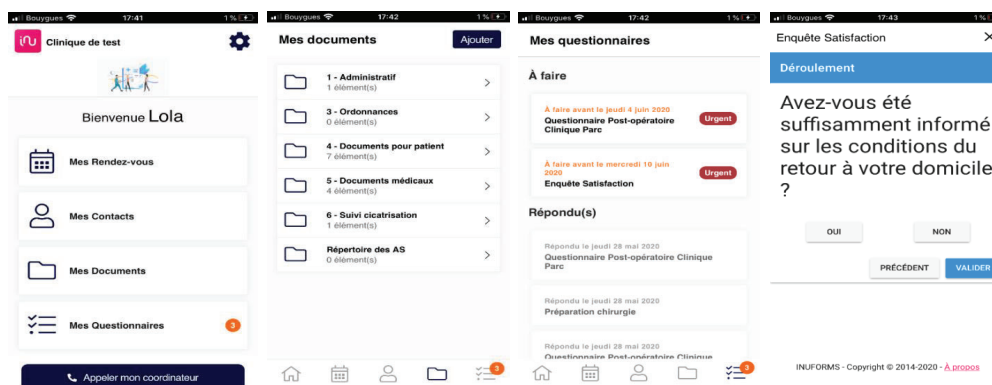 Bouygues 17:41 1 %
inu Clinique de test
Bienvenue Lola
Mes Rendez-vous
Mes Contacts
Mes Documents
Mes Questionnaires 3
Appeler mon coordinateur
Bouygues 17:42 1 %
Mes documents Ajouter
1 - Administratif
1 élément(s)
3 - Ordonnances
0 élément(s)
4 - Documents pour patient
7 élément(s)
5 - Documents médicaux
4 élément(s)
6 - Suivi cicatrisation
1 élément(s)
Répertoire des AS
0 élément(s)
3
Bouygues 17:42 1 %
Mes questionnaires
À faire
À faire avant le jeudi 4 juin 2020
Questionnaire Post-opératoire
Clinique Parc
Urgent
À faire avant le mercredi 10 juin
2020
Enquête Satisfaction
Urgent
Répondu(s)
Répondu le jeudi 28 mai 2020
Questionnaire Post-opératoire Clinique
Parc
Répondu le jeudi 28 mai 2020
Préparation chirurgie
Répondu le jeudi 28 mai 2020
Questionnaire Post-opératoire Clinique
3
Bouygues 17:43 1 %
Enquête Satisfaction
Déroulement
Avez-vous été
suffisamment informé
sur les conditions du
retour à votre domicile
?
OUI NON
PRÉCÉDENT VALIDER
INUFORMS - Copyright © 2014-2020 - À propos